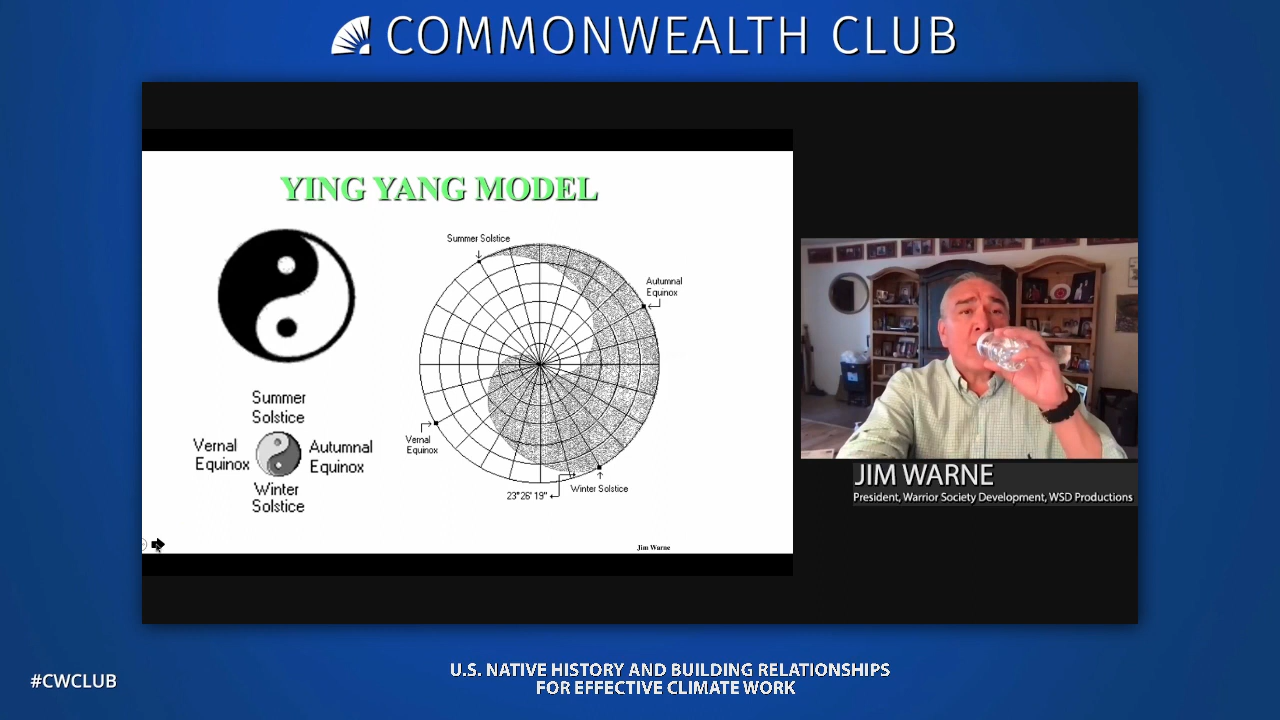 COMMONWEALTH CLUB
YING YANG MODEL
Summer Solstice
Autumnal
Equinox
Summer
Solstice
Vernal
Equinox
Autumnal
Equinox
Winter
Solstice
Vernal
Equinox
Winter Solstice
23°26' 19"
Jim Warne
JIM WARNE
President, Warrior Society Development, WSD Productions
#CWCLUB
U.S. NATIVE HISTORY AND BUILDING RELATIONSHIPS
FOR EFFECTIVE CLIMATE WORK